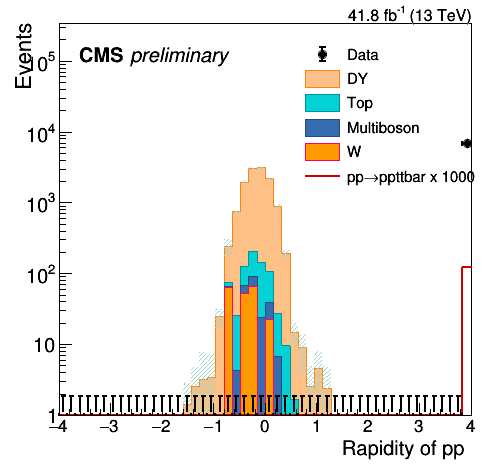 41.8 fb⁻¹ (13 TeV)
Events
CMS preliminary
Data
DY
Top
Multiboson
W
pp→ppttbar x 1000
10⁵
10⁴
10³
10²
10
1
−4 −3 −2 −1 0 1 2 3 4
Rapidity of pp